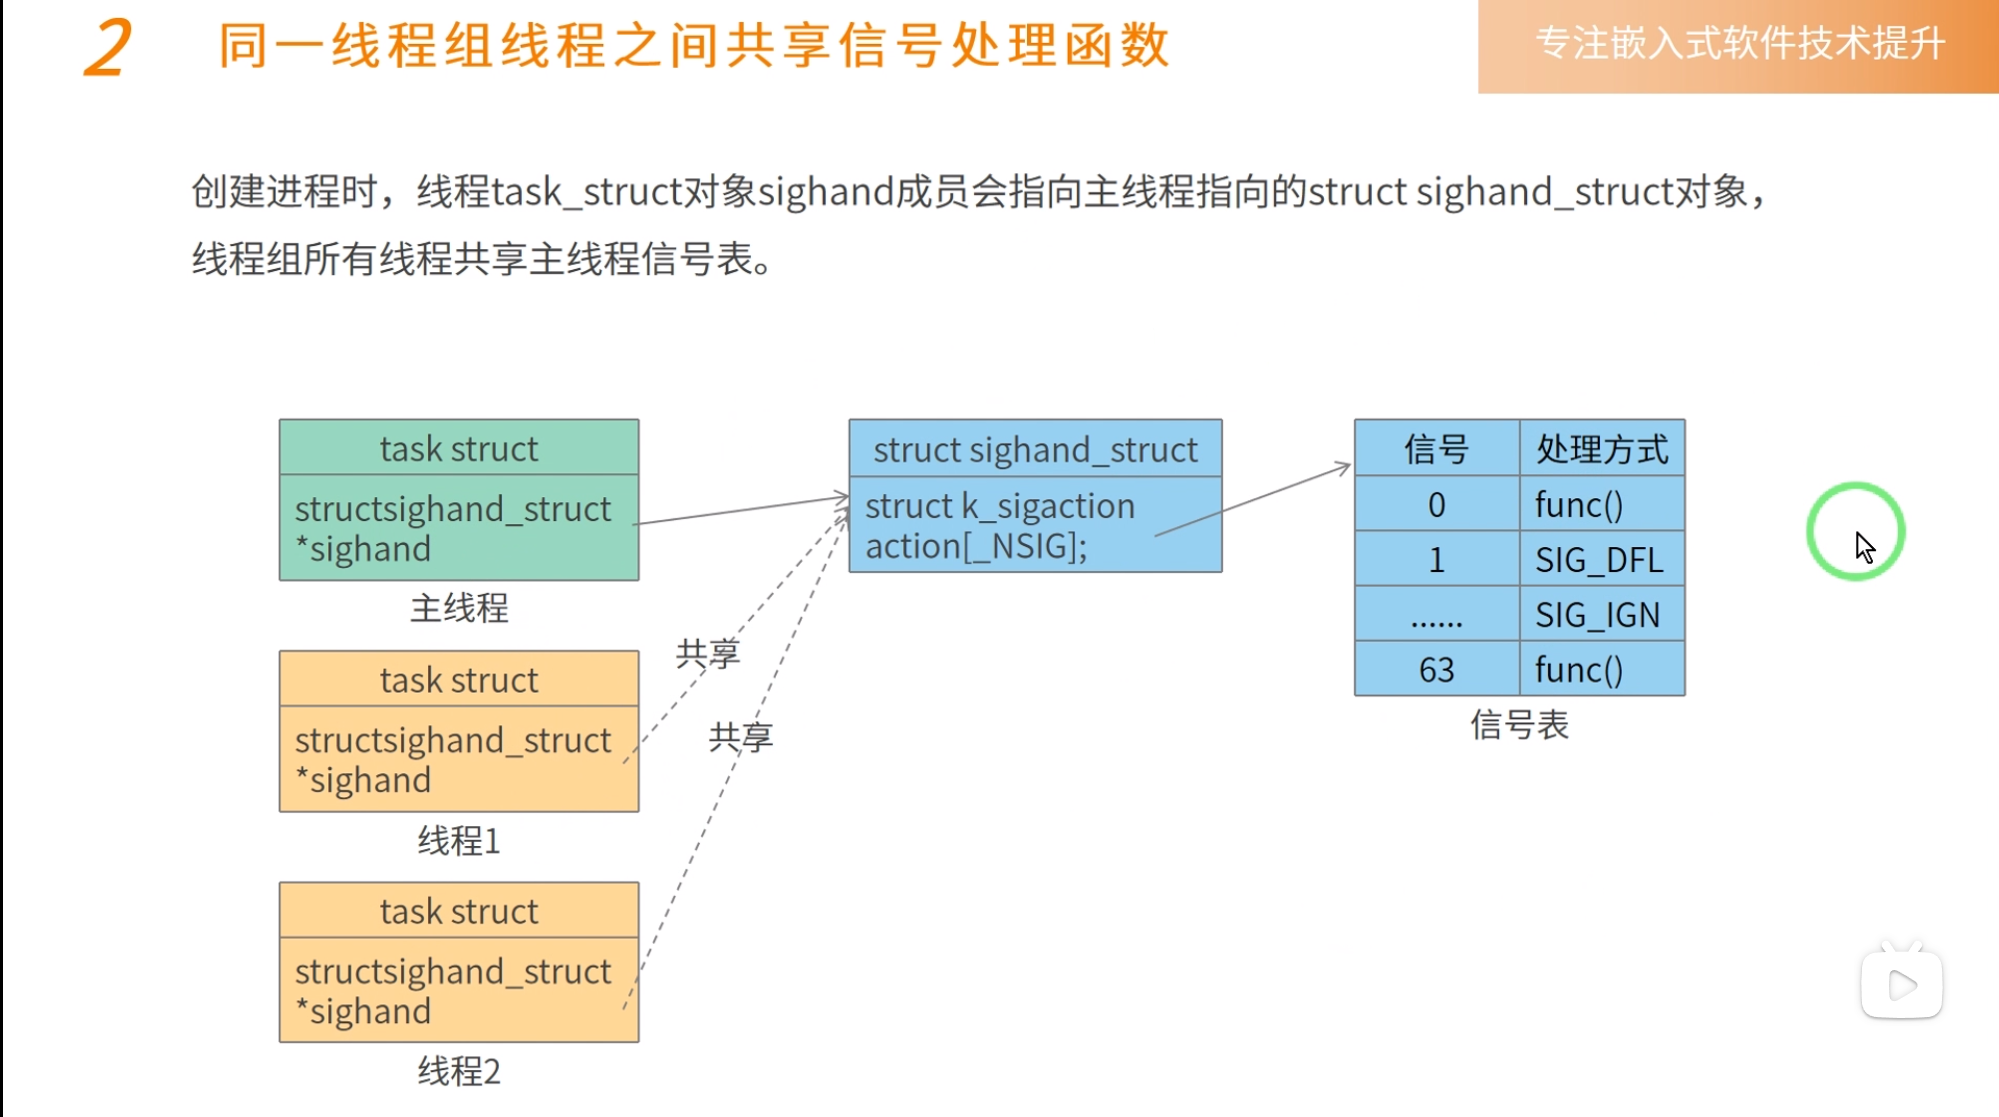 2 同一线程组线程之间共享信号处理函数
专注嵌入式软件技术提升
创建进程时，线程task_struct对象sighand成员会指向主线程指向的struct sighand_struct对象，
线程组所有线程共享主线程信号表。
task struct
structsighand_struct
*sighand
主线程
task struct
structsighand_struct
*sighand
线程1
task struct
structsighand_struct
*sighand
线程2
共享
共享
struct sighand_struct
struct k_sigaction
action[_NSIG];
信号 处理方式
0 func()
1 SIG_DFL
...... SIG_IGN
63 func()
信号表